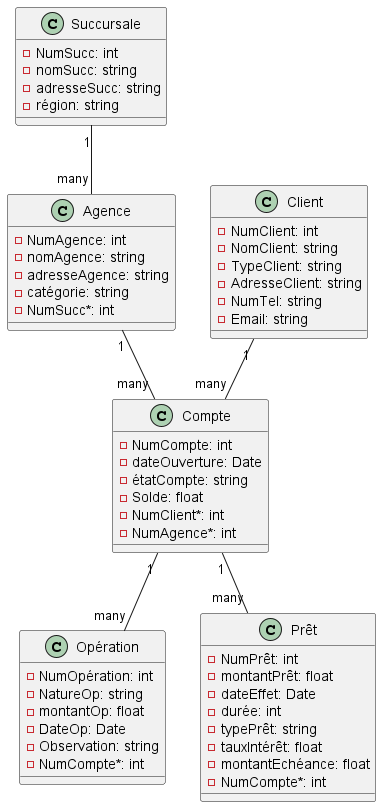 C Succursale
NumSucc: int
nomSucc: string
adresseSucc: string
région: string
1
many
C Agence
NumAgence: int
nomAgence: string
adresseAgence: string
catégorie: string
NumSucc*: int
C Client
NumClient: int
NomClient: string
TypeClient: string
AdresseClient: string
NumTel: string
Email: string
1
many
1
many
C Compte
NumCompte: int
dateOuverture: Date
étatCompte: string
Solde: float
NumClient*: int
NumAgence*: int
1
many
1
many
C Opération
NumOpération: int
NatureOp: string
montantOp: float
DateOp: Date
Observation: string
NumCompte*: int
C Prêt
NumPrêt: int
montantPrêt: float
dateEffet: Date
durée: int
typePrêt: string
tauxIntérêt: float
montantEchéance: float
NumCompte*: int